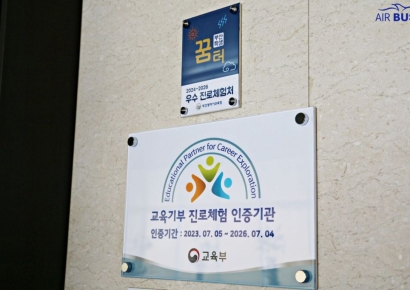 AIR BUS
꿈터
2024~2026
우수 진로체험처
Educational Partner for Career Exploration
교육기부 진로체험 인증기관
인증기간 : 2023. 07. 05 ~ 2026. 07. 04
교육부